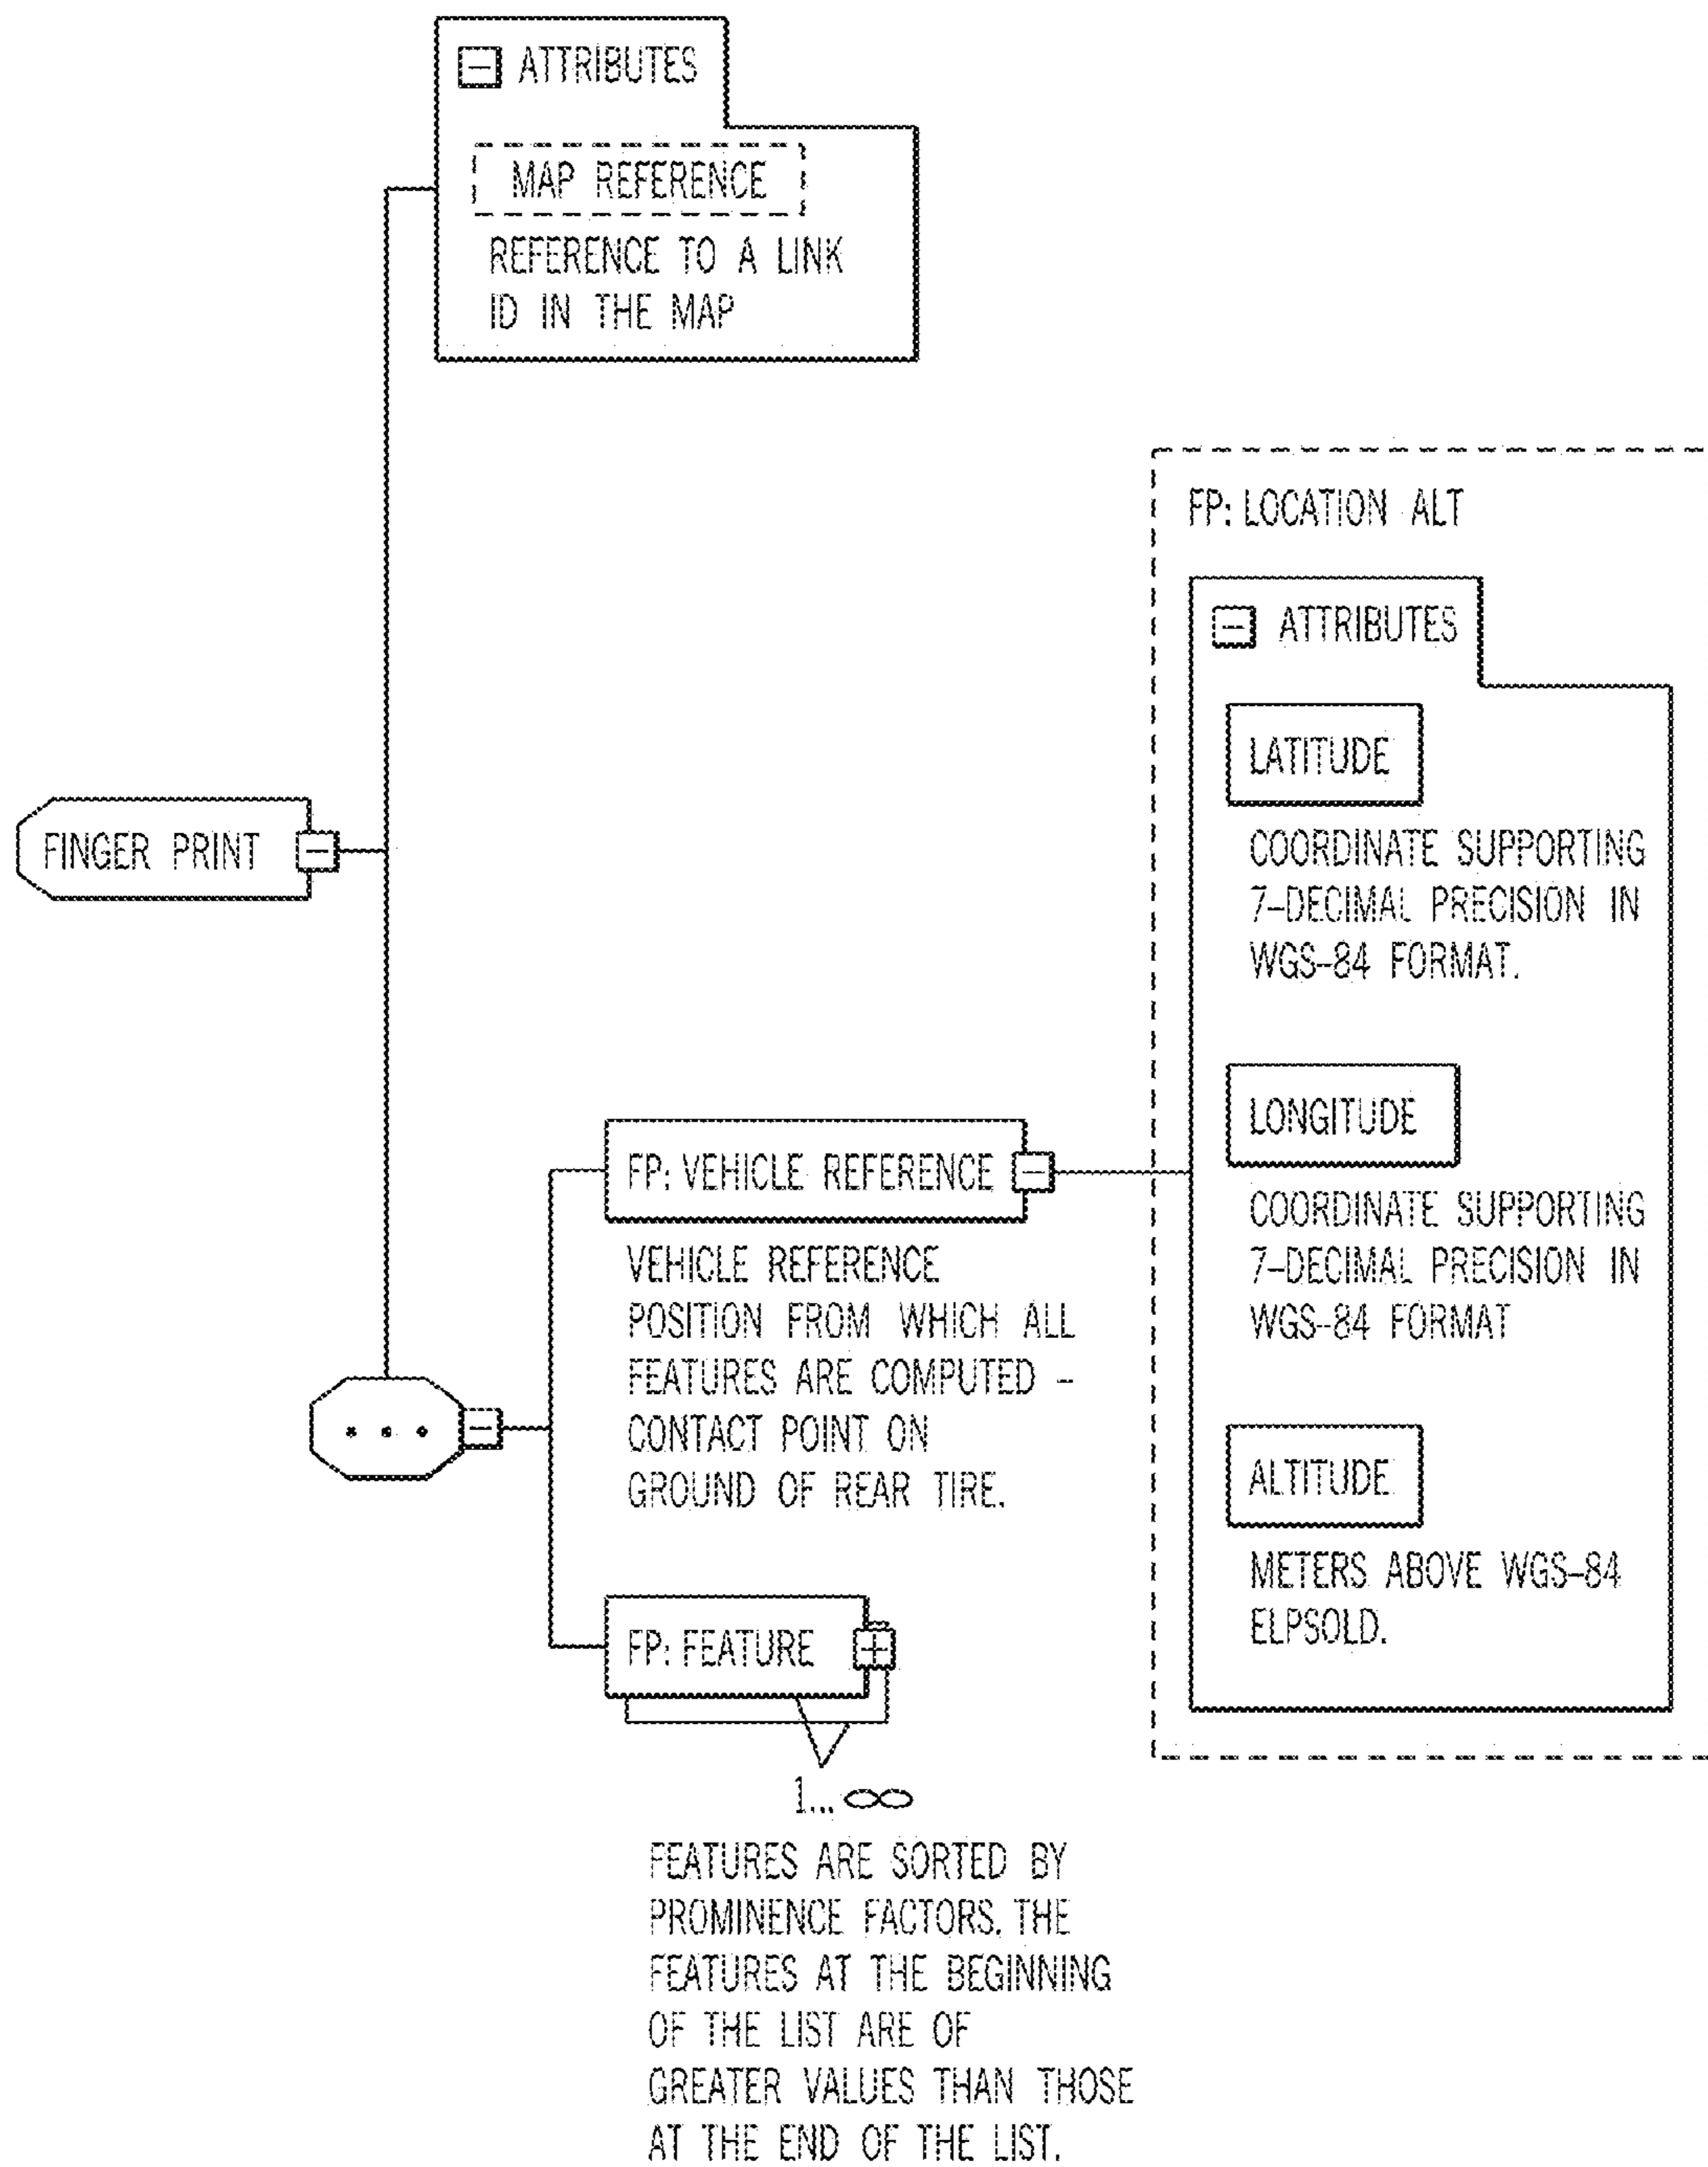 ATTRIBUTES
MAP REFERENCE
REFERENCE TO A LINK
ID IN THE MAP
FINGER PRINT
FP: LOCATION ALT
ATTRIBUTES
LATITUDE
COORDINATE SUPPORTING
7-DECIMAL PRECISION IN
WGS-84 FORMAT.
LONGITUDE
COORDINATE SUPPORTING
7-DECIMAL PRECISION IN
WGS-84 FORMAT
ALTITUDE
METERS ABOVE WGS-84
ELPSOLD.
FP: VEHICLE REFERENCE
VEHICLE REFERENCE
POSITION FROM WHICH ALL
FEATURES ARE COMPUTED -
CONTACT POINT ON
GROUND OF REAR TIRE.
. . .
FP: FEATURE
1... ∞
FEATURES ARE SORTED BY
PROMINENCE FACTORS. THE
FEATURES AT THE BEGINNING
OF THE LIST ARE OF
GREATER VALUES THAN THOSE
AT THE END OF THE LIST.